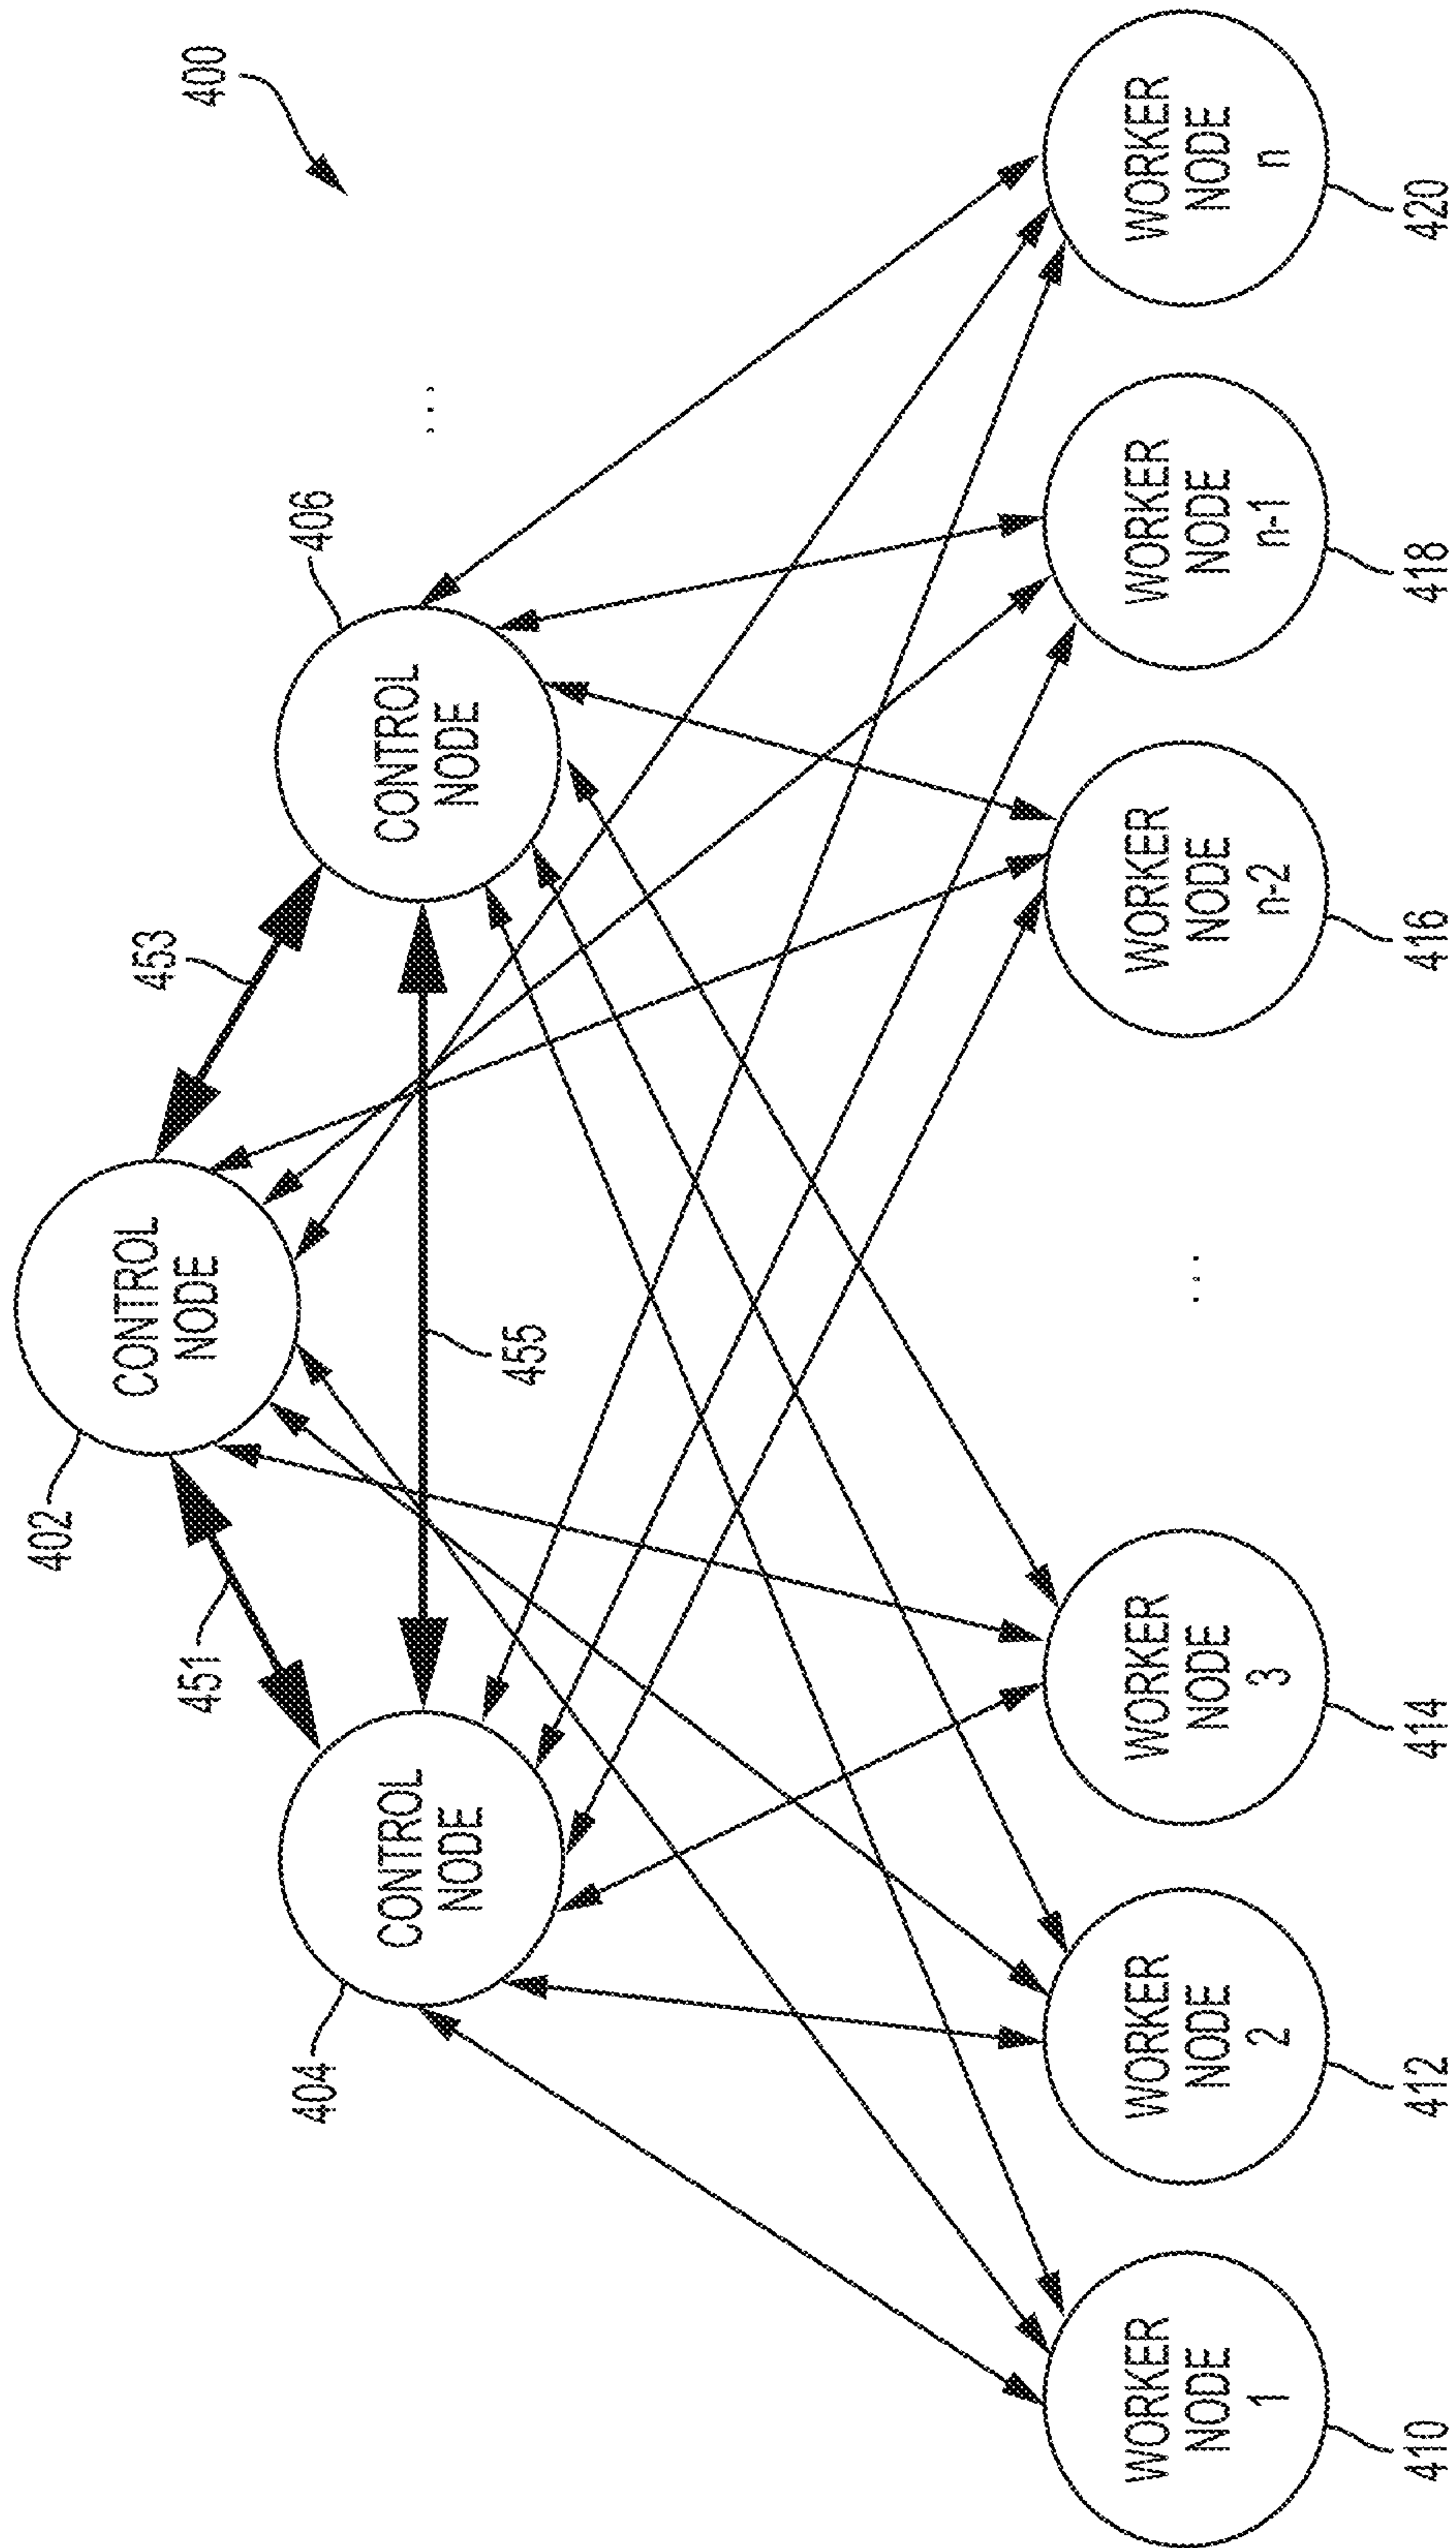 400
402
CONTROL
NODE
451
453
404
CONTROL
NODE
455
406
CONTROL
NODE
...
WORKER
NODE
1
410
WORKER
NODE
2
412
WORKER
NODE
3
414
...
WORKER
NODE
n-2
416
WORKER
NODE
n-1
418
WORKER
NODE
n
420